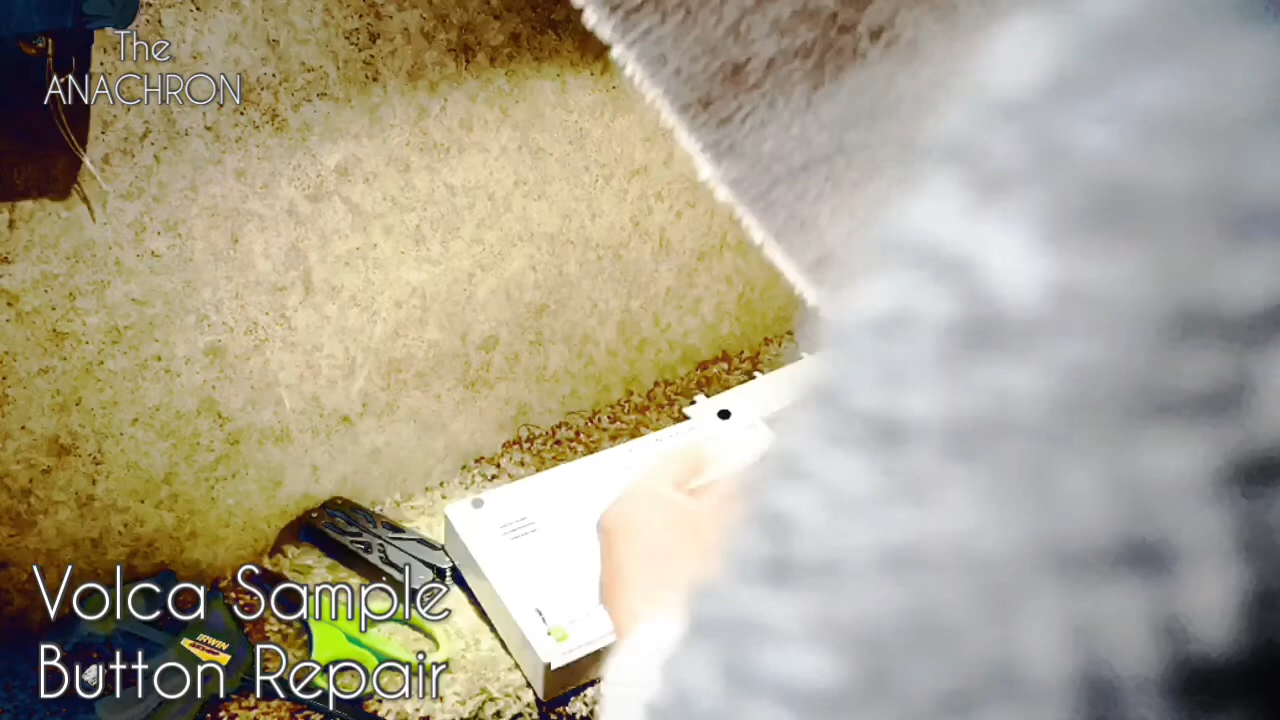 The
ANACHRON
Volca Sample
Button Repair
IRWIN